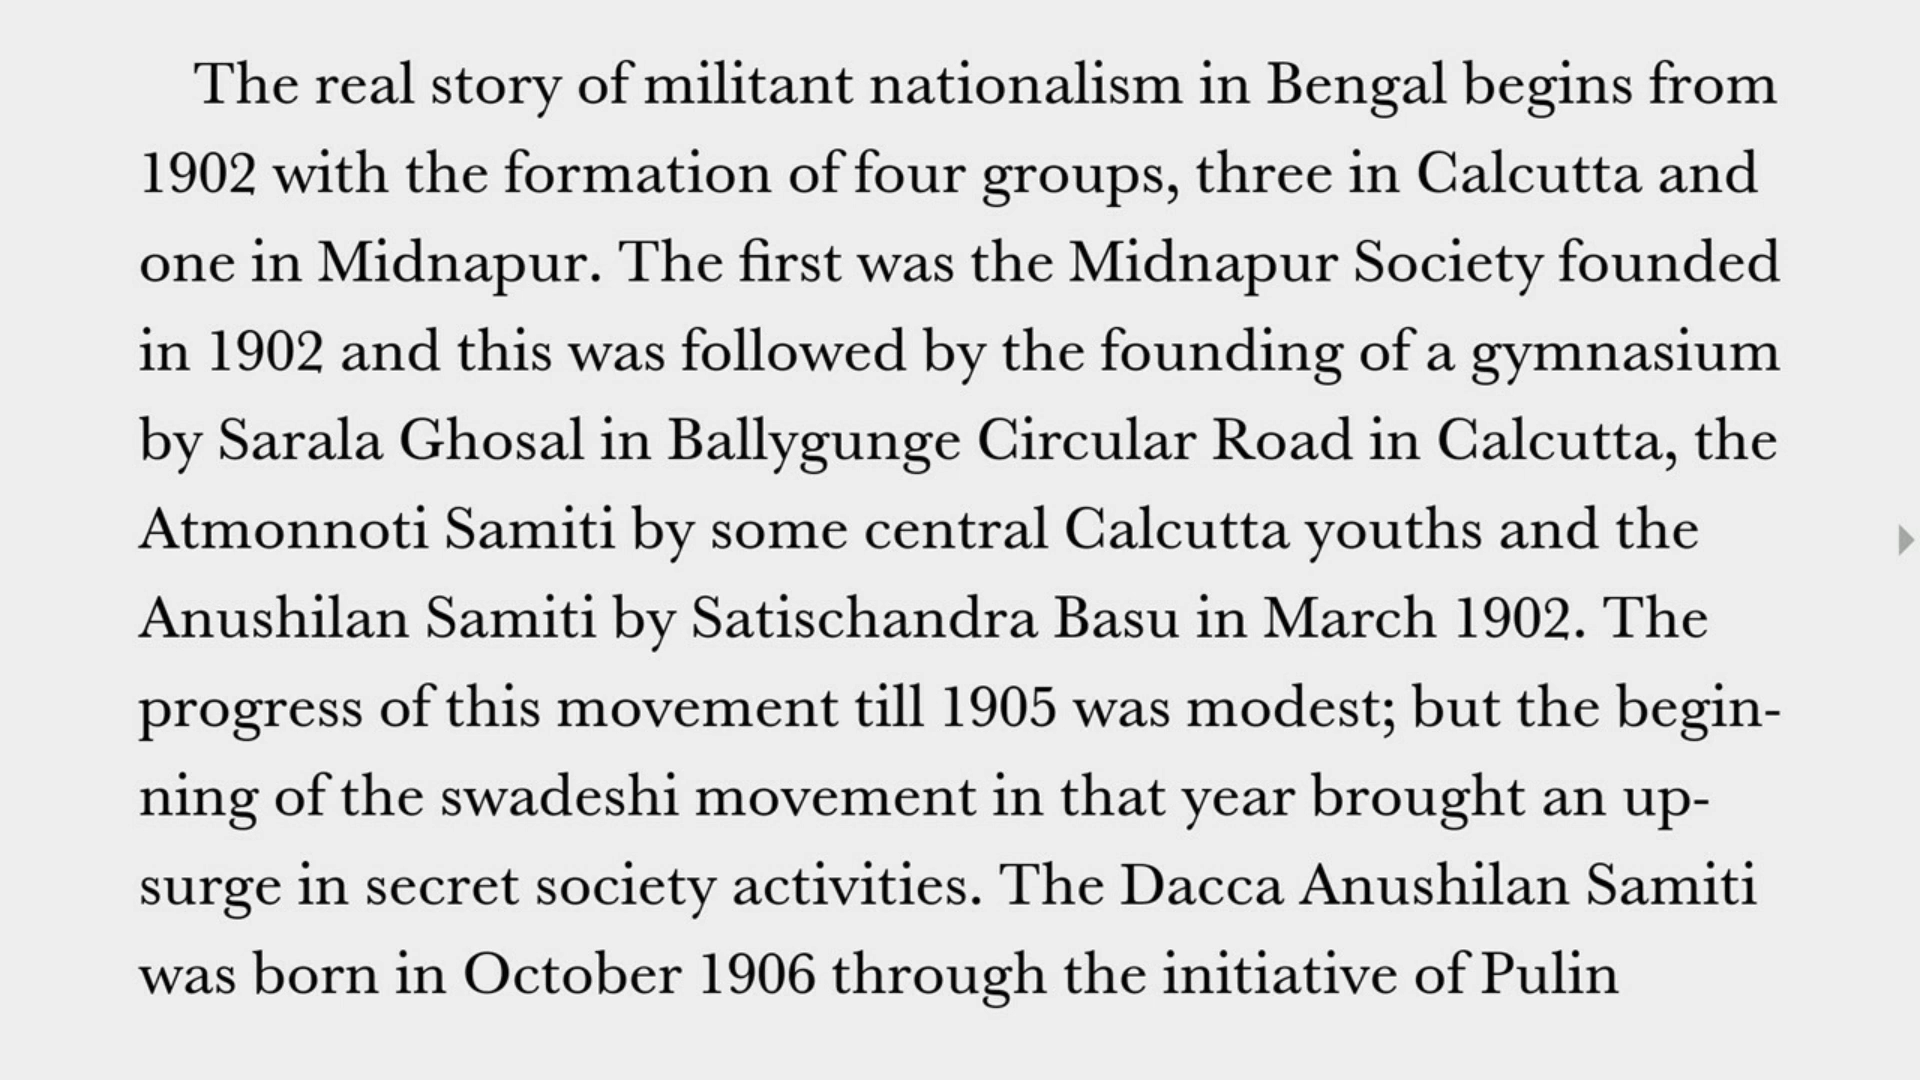 The real story of militant nationalism in Bengal begins from
1902 with the formation of four groups, three in Calcutta and
one in Midnapur. The first was the Midnapur Society founded
in 1902 and this was followed by the founding of a gymnasium
by Sarala Ghosal in Ballygunge Circular Road in Calcutta, the
Atmonnoti Samiti by some central Calcutta youths and the
Anushilan Samiti by Satischandra Basu in March 1902. The
progress of this movement till 1905 was modest; but the begin-
ning of the swadeshi movement in that year brought an up-
surge in secret society activities. The Dacca Anushilan Samiti
was born in October 1906 through the initiative of Pulin